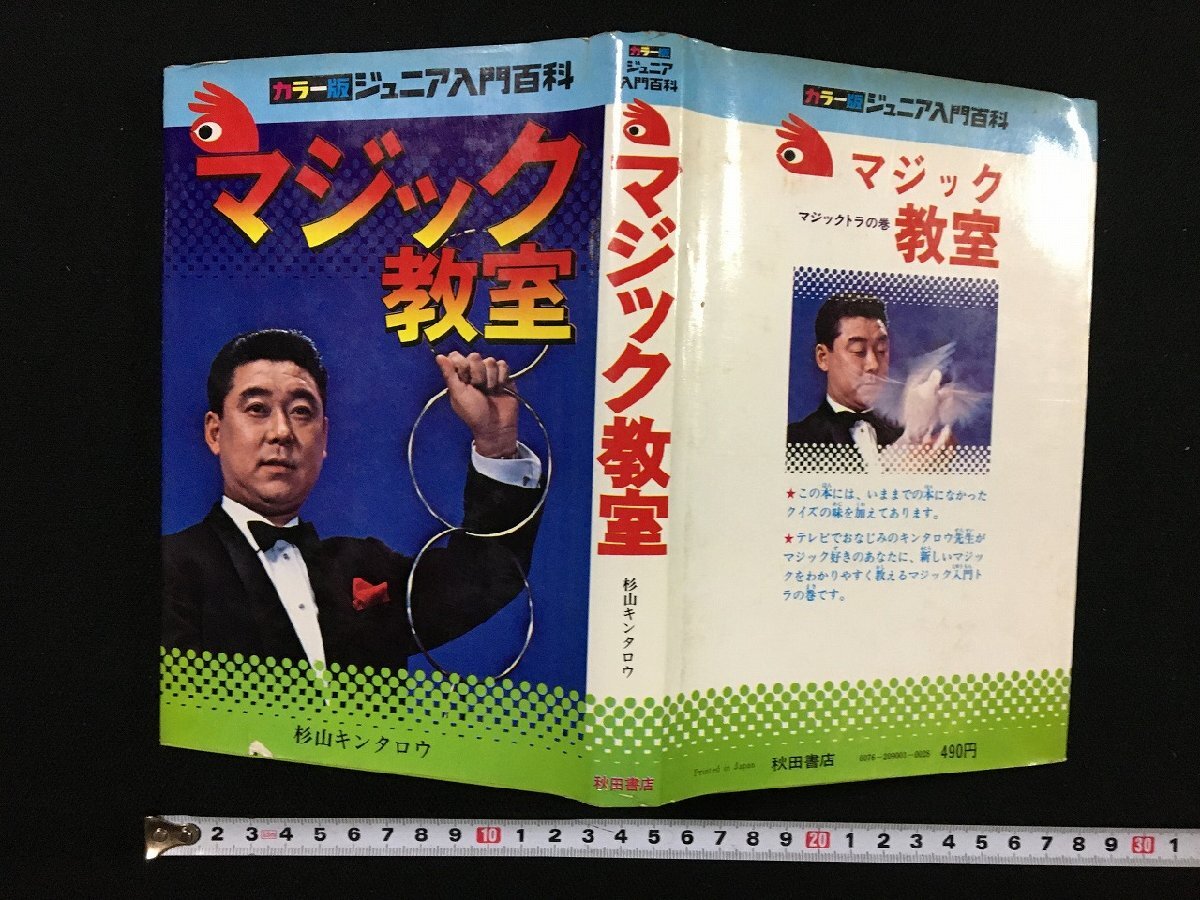 カラー版ジュニア入門百科
マジック
教室
杉山キンタロウ
カラー版
ジュニア
入門百科
マジック教室
杉山キンタロウ
秋田書店
カラー版ジュニア入門百科
マジック
マジックトラの巻
教室
★この本には、いままでの本になかった
クイズの味を加えてあります。
★テレビでおなじみのキンタロウ先生が
マジック好きのあなたに、新しいマジッ
クをわかりやすく教えるマジック入門ト
ラの巻です。
Printed in Japan 秋田書店 0076-209003-0028 490円
2 3 4 5 6 7 8 9 10 1 2 3 4 5 6 7 8 9 20 1 2 3 4 5 6 7 8 9 30 1